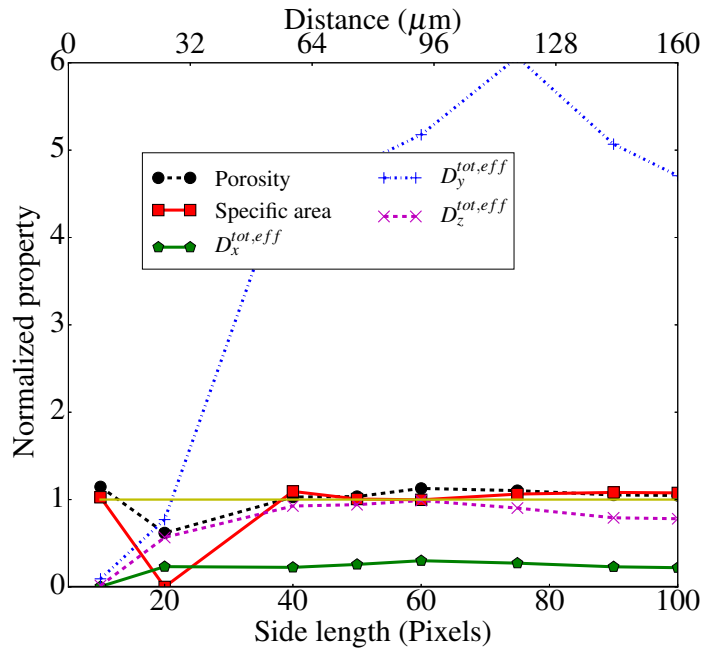 Distance (μm)
0 32 64 96 128 160
6
5
4
3
2
1
0
Normalized property
Porosity
Specific area
D_x^{tot,eff}
D_y^{tot,eff}
D_z^{tot,eff}
20 40 60 80 100
Side length (Pixels)